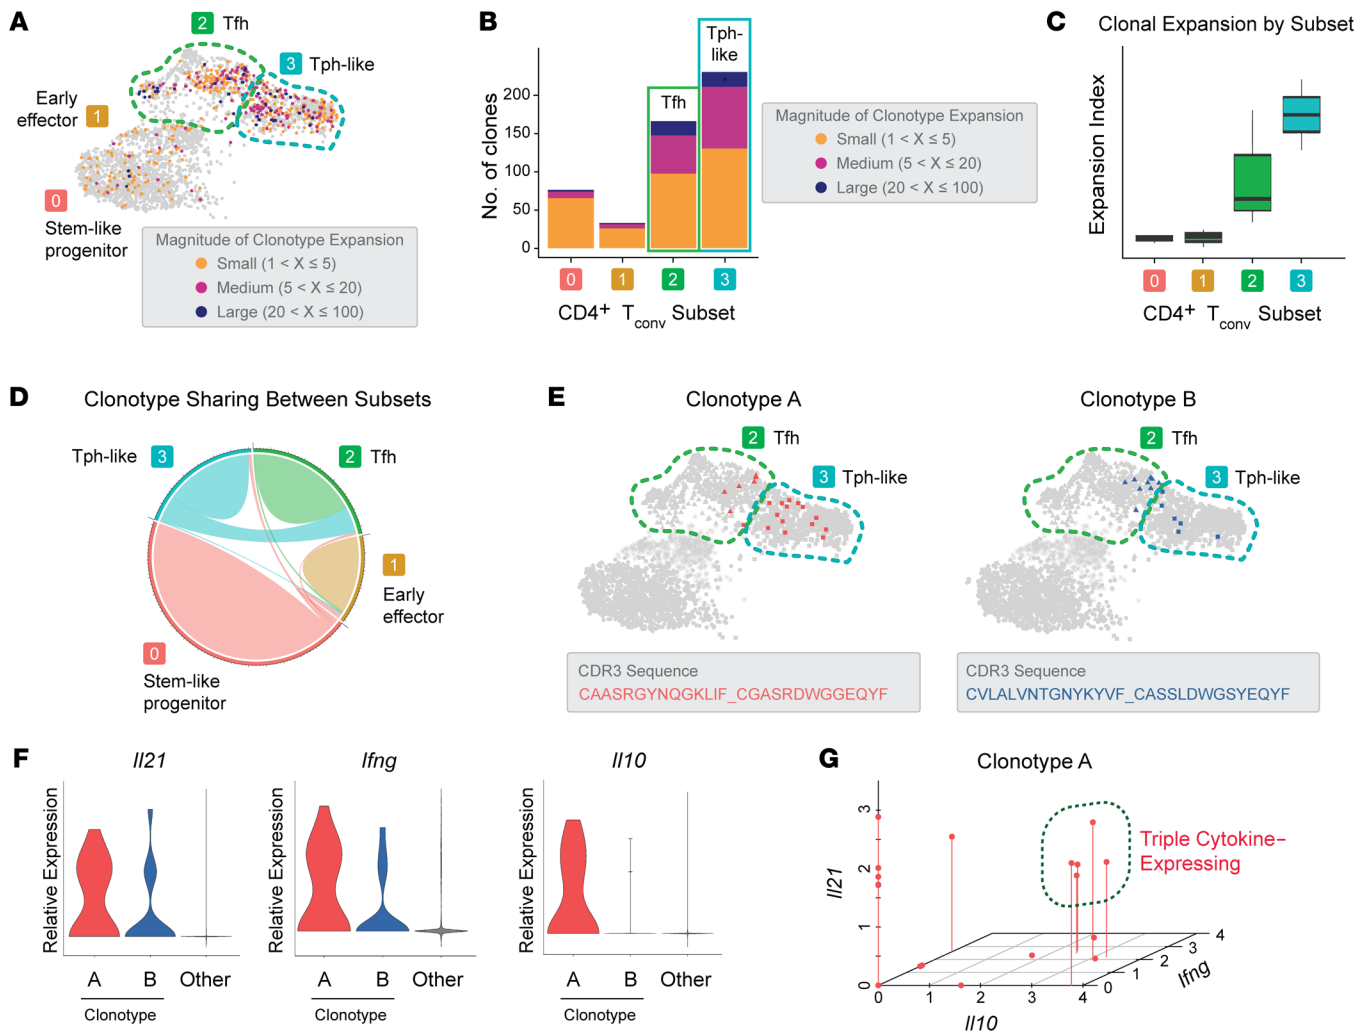 A
2 Tfh
3 Tph-like
Early
effector
1
0
Stem-like
progenitor
Magnitude of Clonotype Expansion
Small (1 < X ≤ 5)
Medium (5 < X ≤ 20)
Large (20 < X ≤ 100)
B
No. of clones
200
150
100
50
0
Tfh
Tph-
like
0 1 2 3
CD4+ Tconv Subset
Magnitude of Clonotype Expansion
Small (1 < X ≤ 5)
Medium (5 < X ≤ 20)
Large (20 < X ≤ 100)
C
Clonal Expansion by Subset
Expansion Index
0 1 2 3
CD4+ Tconv Subset
D
Clonotype Sharing Between Subsets
Tph-like 3
2 Tfh
1
Early
effector
0
Stem-like
progenitor
E
Clonotype A
2 Tfh
3 Tph-like
CDR3 Sequence
CAASRGYNQGKLIF_CGASRDWGGEQYF
Clonotype B
2 Tfh
3 Tph-like
CDR3 Sequence
CVLALVNTGNYKYVF_CASSLDWGSYEQYF
F
Il21
Relative Expression
A B Other
Clonotype
Ifng
Relative Expression
A B Other
Clonotype
Il10
Relative Expression
A B Other
Clonotype
G
Clonotype A
Triple Cytokine–
Expressing
Il21
3
2
1
0
0 1 2 3 4
Il10
0 1 2 3 4
Ifng